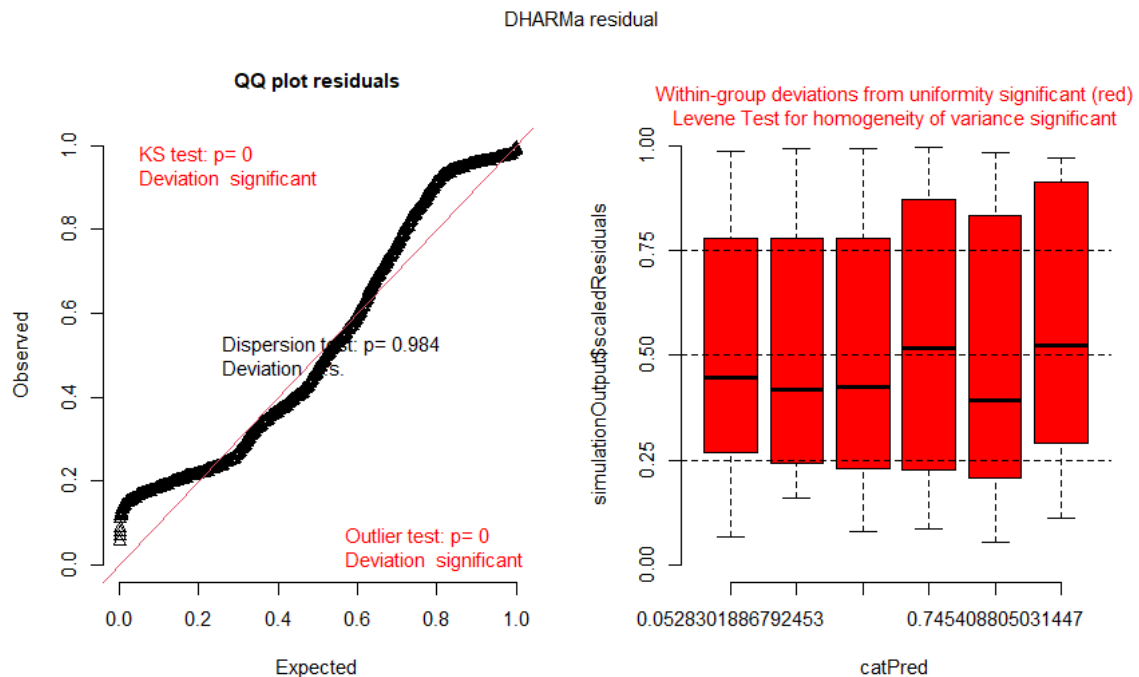 DHARMa residual
QQ plot residuals
KS test: p= 0
Deviation significant
Dispersion test: p= 0.984
Deviation n.s.
Outlier test: p= 0
Deviation significant
Observed
0.0 0.2 0.4 0.6 0.8 1.0
0.0 0.2 0.4 0.6 0.8 1.0
Expected
Within-group deviations from uniformity significant (red)
Levene Test for homogeneity of variance significant
simulationOutput$scaledResiduals
0.00 0.25 0.50 0.75 1.00
0.0528301886792453 0.745408805031447
catPred